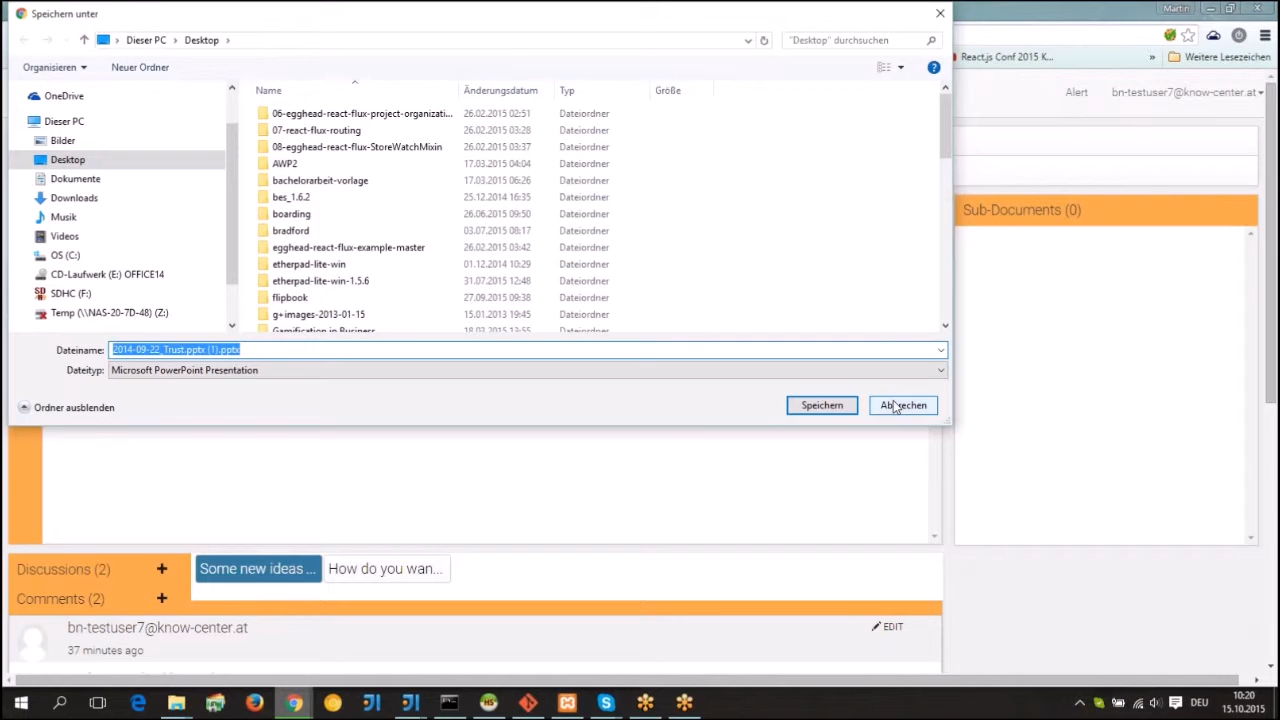 Speichern unter
Martin
Dieser PC
Desktop
"Desktop" durchsuchen
React.js Conf 2015 K...
»
Weitere Lesezeichen
Organisieren
Neuer Ordner
Alert
bn-testuser7@know-center.at
OneDrive
Dieser PC
Bilder
Desktop
Dokumente
Downloads
Musik
Videos
OS (C:)
CD-Laufwerk (E:) OFFICE14
SDHC (F:)
Temp (\\NAS-20-7D-48) (Z:)
Name Änderungsdatum Typ Größe
06-egghead-react-flux-project-organizati... 26.02.2015 02:51 Dateiordner
07-react-flux-routing 26.02.2015 03:28 Dateiordner
08-egghead-react-flux-StoreWatchMixin 26.02.2015 03:37 Dateiordner
AWP2 17.03.2015 04:04 Dateiordner
bachelorarbeit-vorlage 17.03.2015 06:26 Dateiordner
bes_1.6.2 25.12.2014 16:35 Dateiordner
boarding 26.06.2015 09:50 Dateiordner
bradford 03.07.2015 08:17 Dateiordner
egghead-react-flux-example-master 26.02.2015 03:42 Dateiordner
etherpad-lite-win 01.12.2014 10:29 Dateiordner
etherpad-lite-win-1.5.6 31.07.2015 12:48 Dateiordner
flipbook 27.09.2015 09:38 Dateiordner
g+images-2013-01-15 15.01.2013 19:45 Dateiordner
Gamification in Business 18.03.2015 13:55 Dateiordner
Sub-Documents (0)
Dateiname: 2014-09-22_Trust.pptx (1).pptx
Dateityp: Microsoft PowerPoint Presentation
Ordner ausblenden
Speichern
Abbrechen
Discussions (2) +
Some new ideas ...
How do you wan...
Comments (2) +
bn-testuser7@know-center.at
EDIT
37 minutes ago
DEU
10:20
15.10.2015